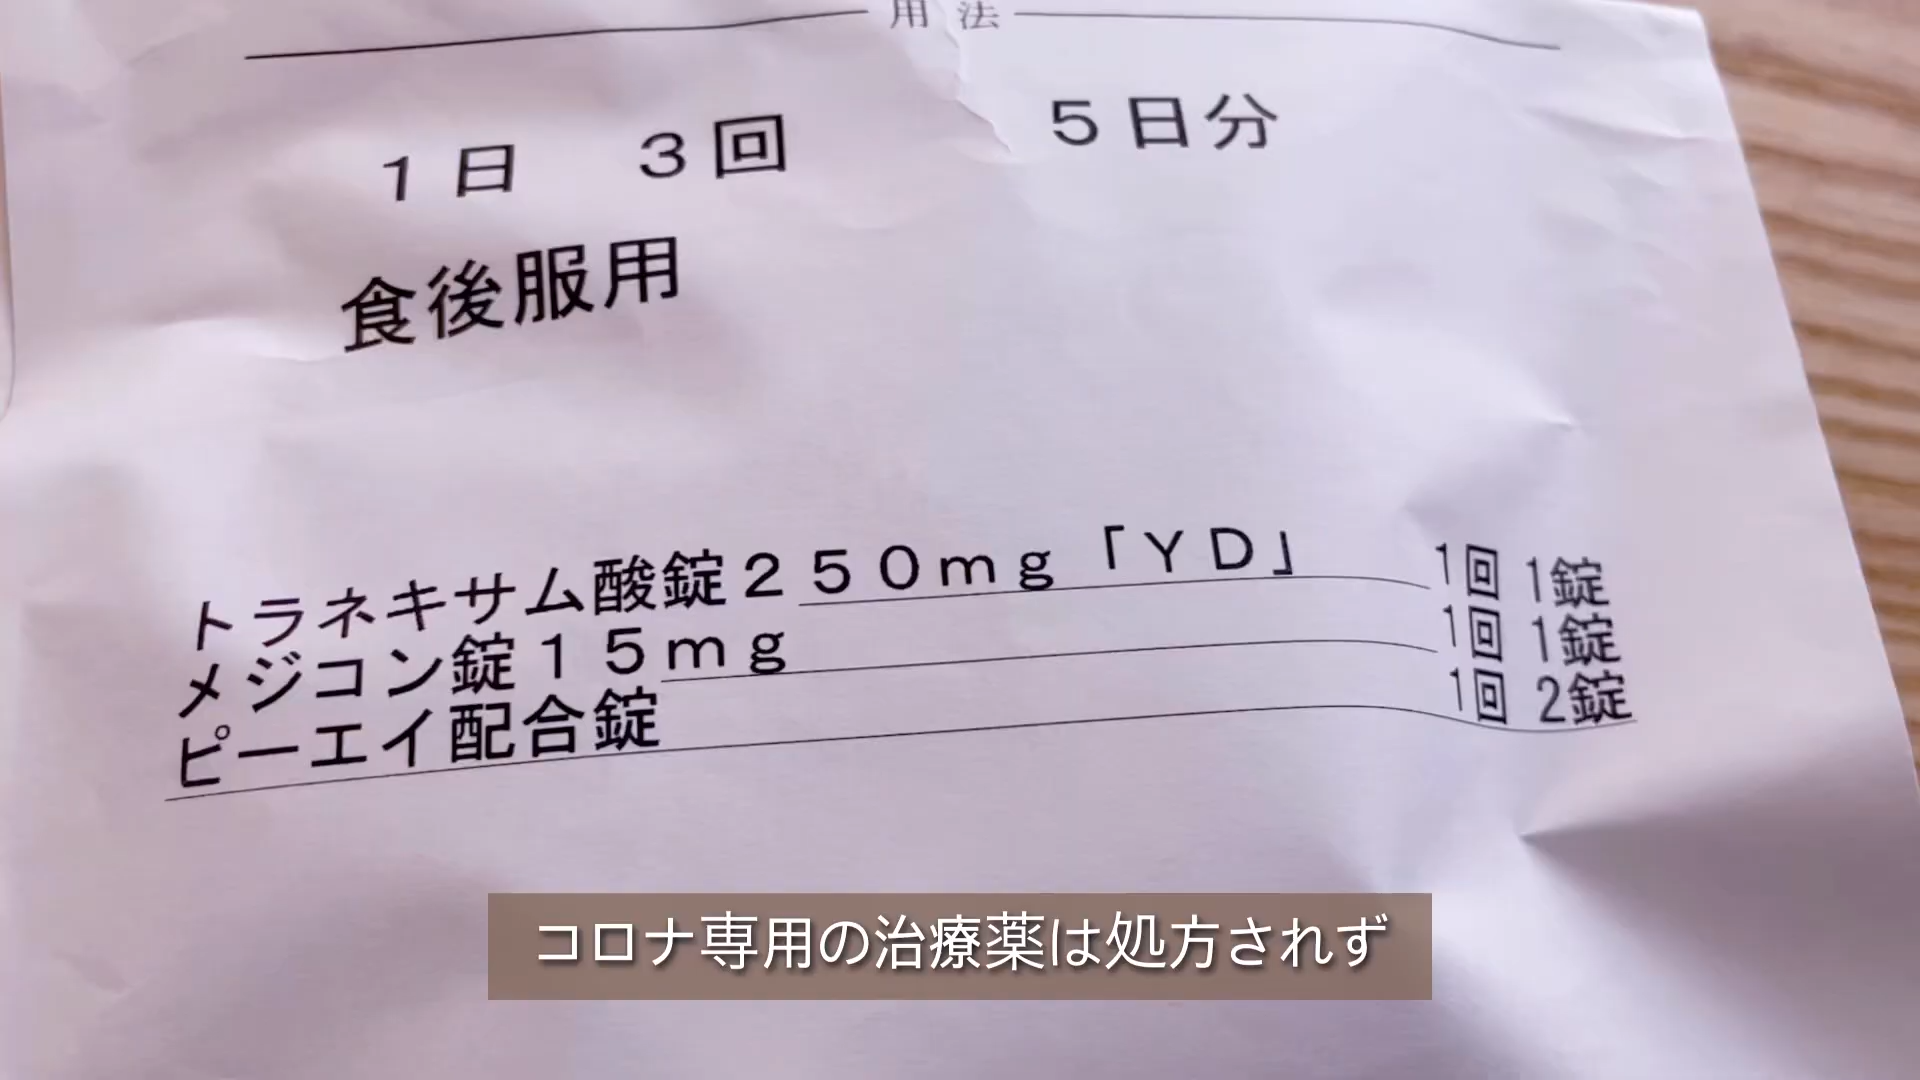 用法
１日　３回　５日分
食後服用
トラネキサム酸錠２５０ｍｇ「ＹＤ」 1回 1錠
メジコン錠１５ｍｇ 1回 1錠
ピーエイ配合錠 1回 2錠
コロナ専用の治療薬は処方されず